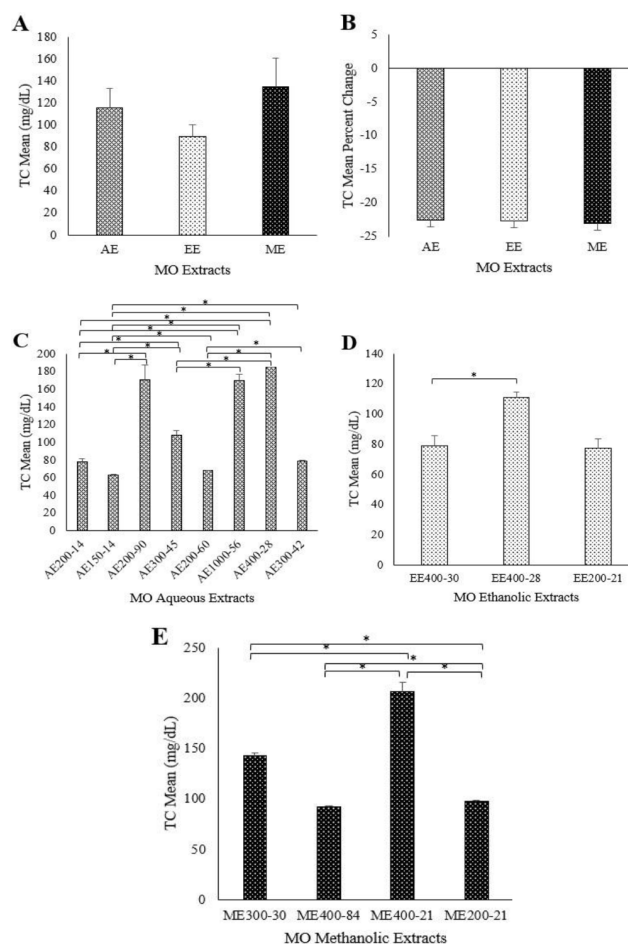 A
TC Mean (mg/dL)
180
160
140
120
100
80
60
40
20
0
AE
EE
ME
MO Extracts
B
TC Mean Percent Change
5
0
-5
-10
-15
-20
-25
AE
EE
ME
MO Extracts
C
* * * * * * * * * * * * *
TC Mean (mg/dL)
200
180
160
140
120
100
80
60
40
20
0
AE200-14
AE150-14
AE200-90
AE300-45
AE200-60
AE1000-56
AE400-28
AE300-42
MO Aqueous Extracts
D
*
TC Mean (mg/dL)
140
120
100
80
60
40
20
0
EE400-30
EE400-28
EE200-21
MO Ethanolic Extracts
E
* * * * *
TC Mean (mg/dL)
250
200
150
100
50
0
ME300-30
ME400-84
ME400-21
ME200-21
MO Methanolic Extracts